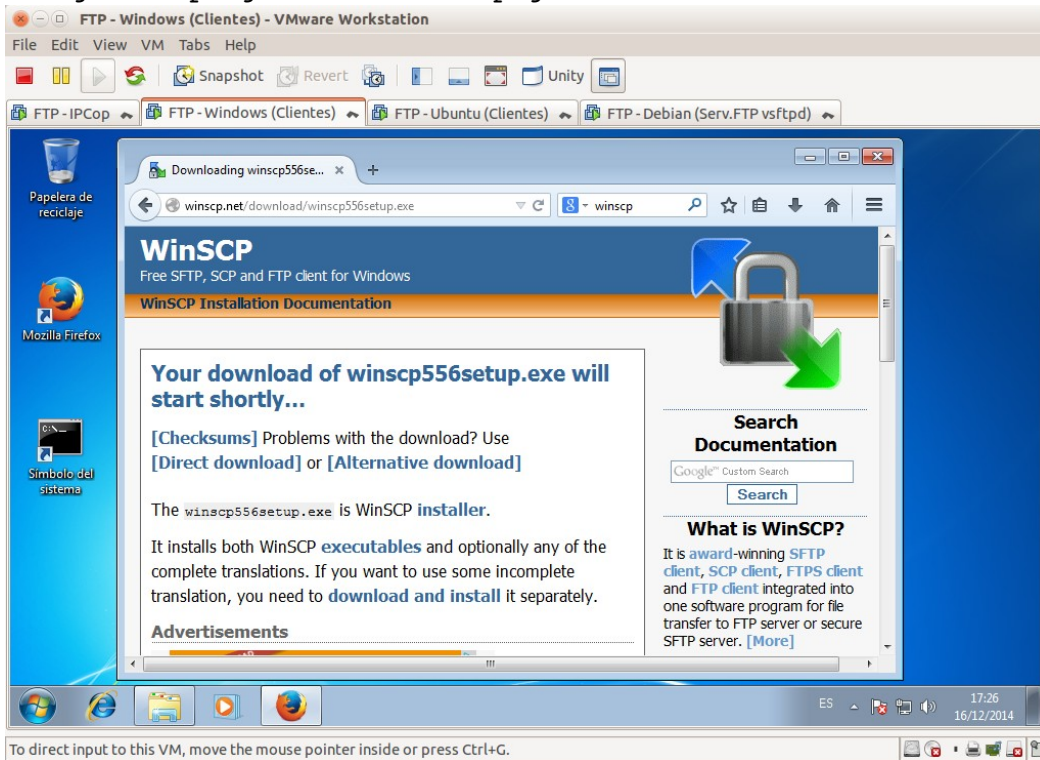 FTP - Windows (Clientes) - VMware Workstation
File Edit View VM Tabs Help
Snapshot Revert Unity
FTP - IPCop FTP - Windows (Clientes) FTP - Ubuntu (Clientes) FTP - Debian (Serv.FTP vsftpd)
Papelera de
reciclaje
Mozilla Firefox
C:\_
Símbolo del
sistema
Downloading winscp556se... × +
winscp.net/download/winscp556setup.exe
8 winscp
WinSCP
Free SFTP, SCP and FTP client for Windows
WinSCP Installation Documentation
Your download of winscp556setup.exe will
start shortly...
[Checksums] Problems with the download? Use
[Direct download] or [Alternative download]
The winscp556setup.exe is WinSCP installer.
It installs both WinSCP executables and optionally any of the
complete translations. If you want to use some incomplete
translation, you need to download and install it separately.
Advertisements
Search
Documentation
Google™ Custom Search
Search
What is WinSCP?
It is award-winning SFTP
client, SCP client, FTPS client
and FTP client integrated into
one software program for file
transfer to FTP server or secure
SFTP server. [More]
ES
17:26
16/12/2014
To direct input to this VM, move the mouse pointer inside or press Ctrl+G.